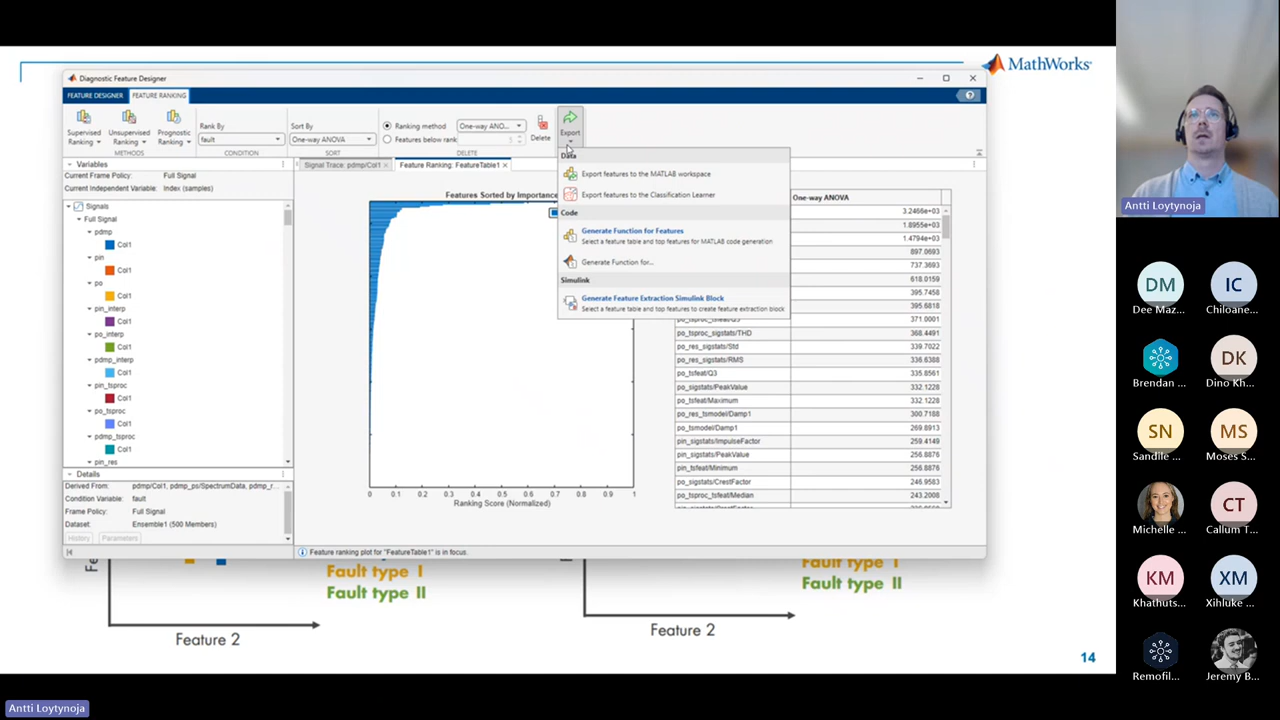 MathWorks
Diagnostic Feature Designer
FEATURE DESIGNER
FEATURE RANKING
Supervised Ranking
Unsupervised Ranking
Prognostic Ranking
METHODS
Rank By
fault
CONDITION
Sort By
One-way ANOVA
SORT
Ranking method
One-way ANO...
Features below rank
5
Delete
DELETE
Export
Variables
Current Frame Policy: Full Signal
Current Independent Variable: Index (samples)
Signals
Full Signal
pdmp
Col1
pin
Col1
po
Col1
pin_interp
Col1
po_interp
Col1
pdmp_interp
Col1
pin_tsproc
Col1
po_tsproc
Col1
pdmp_tsproc
Col1
pin_res
Details
Derived From: pdmp/Col1, pdmp_ps/SpectrumData, pdmp_r...
Condition Variable: fault
Frame Policy: Full Signal
Dataset: Ensemble1 (500 Members)
History
Parameters
Signal Trace: pdmp/Col1
Feature Ranking: FeatureTable1
Features Sorted by Importance
0 0.1 0.2 0.3 0.4 0.5 0.6 0.7 0.8 0.9 1
Ranking Score (Normalized)
Data
Export features to the MATLAB workspace
Export features to the Classification Learner
Code
Generate Function for Features
Select a feature table and top features for MATLAB code generation
Generate Function for...
Simulink
Generate Feature Extraction Simulink Block
Select a feature table and top features to create feature extraction block
One-way ANOVA
3.2466e+03
1.8955e+03
1.4794e+03
897.0693
737.3693
618.0159
395.7458
395.6818
371.0001
po_tsproc_sigstats/THD 368.4491
po_res_sigstats/Std 339.7022
po_res_sigstats/RMS 336.6388
po_tsfeat/Q3 335.8561
po_sigstats/PeakValue 332.1228
po_tsfeat/Maximum 332.1228
po_res_tsmodel/Damp1 300.7188
po_tsmodel/Damp1 269.8913
pin_sigstats/ImpulseFactor 259.4149
pin_sigstats/PeakValue 256.8876
pin_tsfeat/Minimum 256.8876
po_sigstats/CrestFactor 246.9583
po_tsproc_tsfeat/Median 243.2008
Feature ranking plot for "FeatureTable1" is in focus.
Fault type I
Fault type II
Feature 2
Fault type I
Fault type II
Feature 2
14
Antti Loytynoja
Antti Loytynoja
DM
Dee Maz...
IC
Chiloane...
Brendan ...
DK
Dino Kh...
SN
Sandile ...
MS
Moses S...
Michelle ...
CT
Callum T...
KM
Khathuts...
XM
Xihluke ...
Remofil...
Jeremy B...